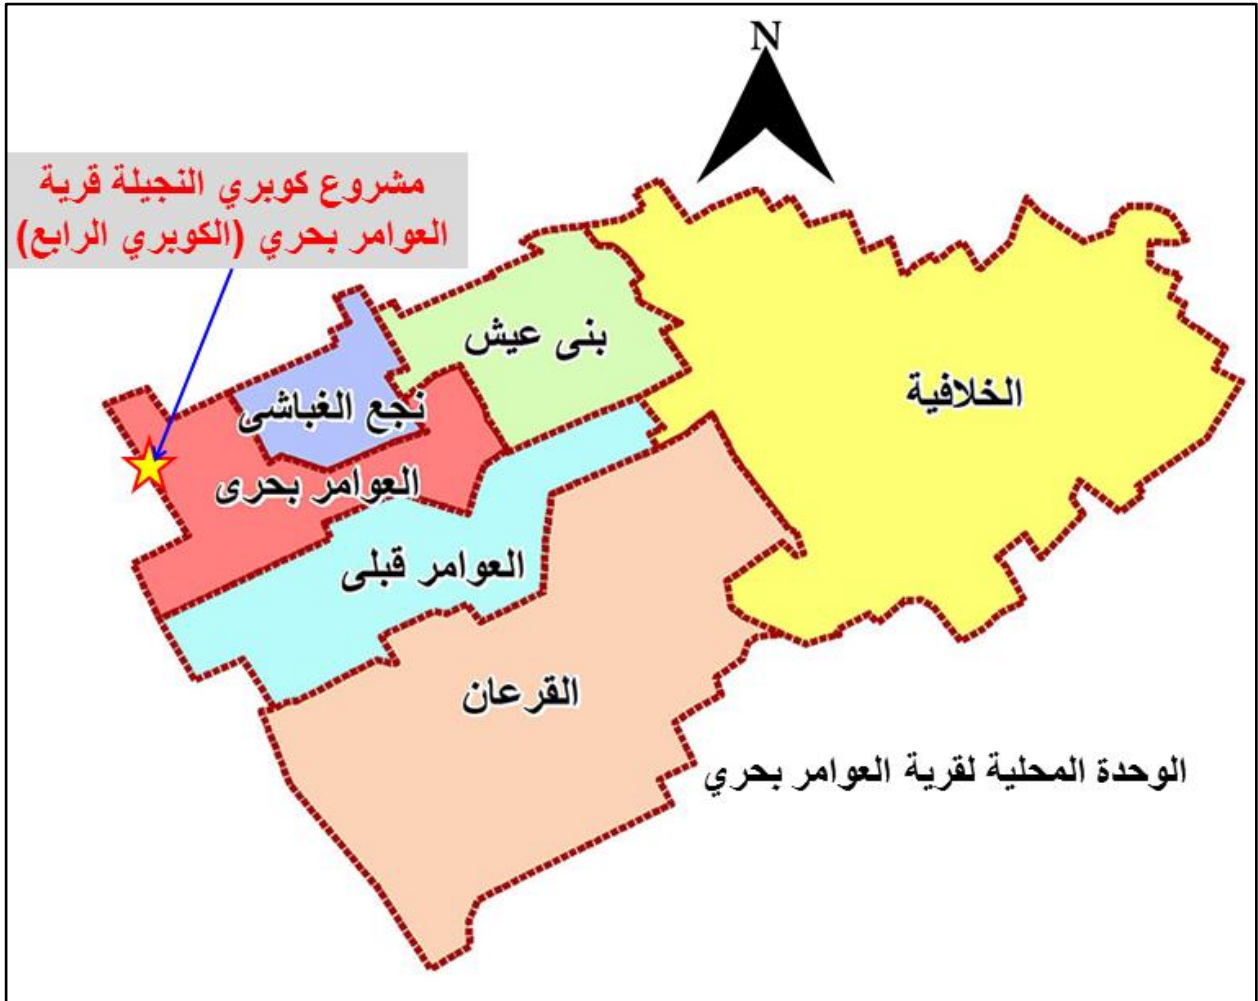 N
مشروع كوبري النجيلة قرية
العوامر بحري (الكوبري الرابع)
بنى عيش
الخلافية
نجع الغباشى
العوامر بحرى
العوامر قبلى
القرعان
الوحدة المحلية لقرية العوامر بحري